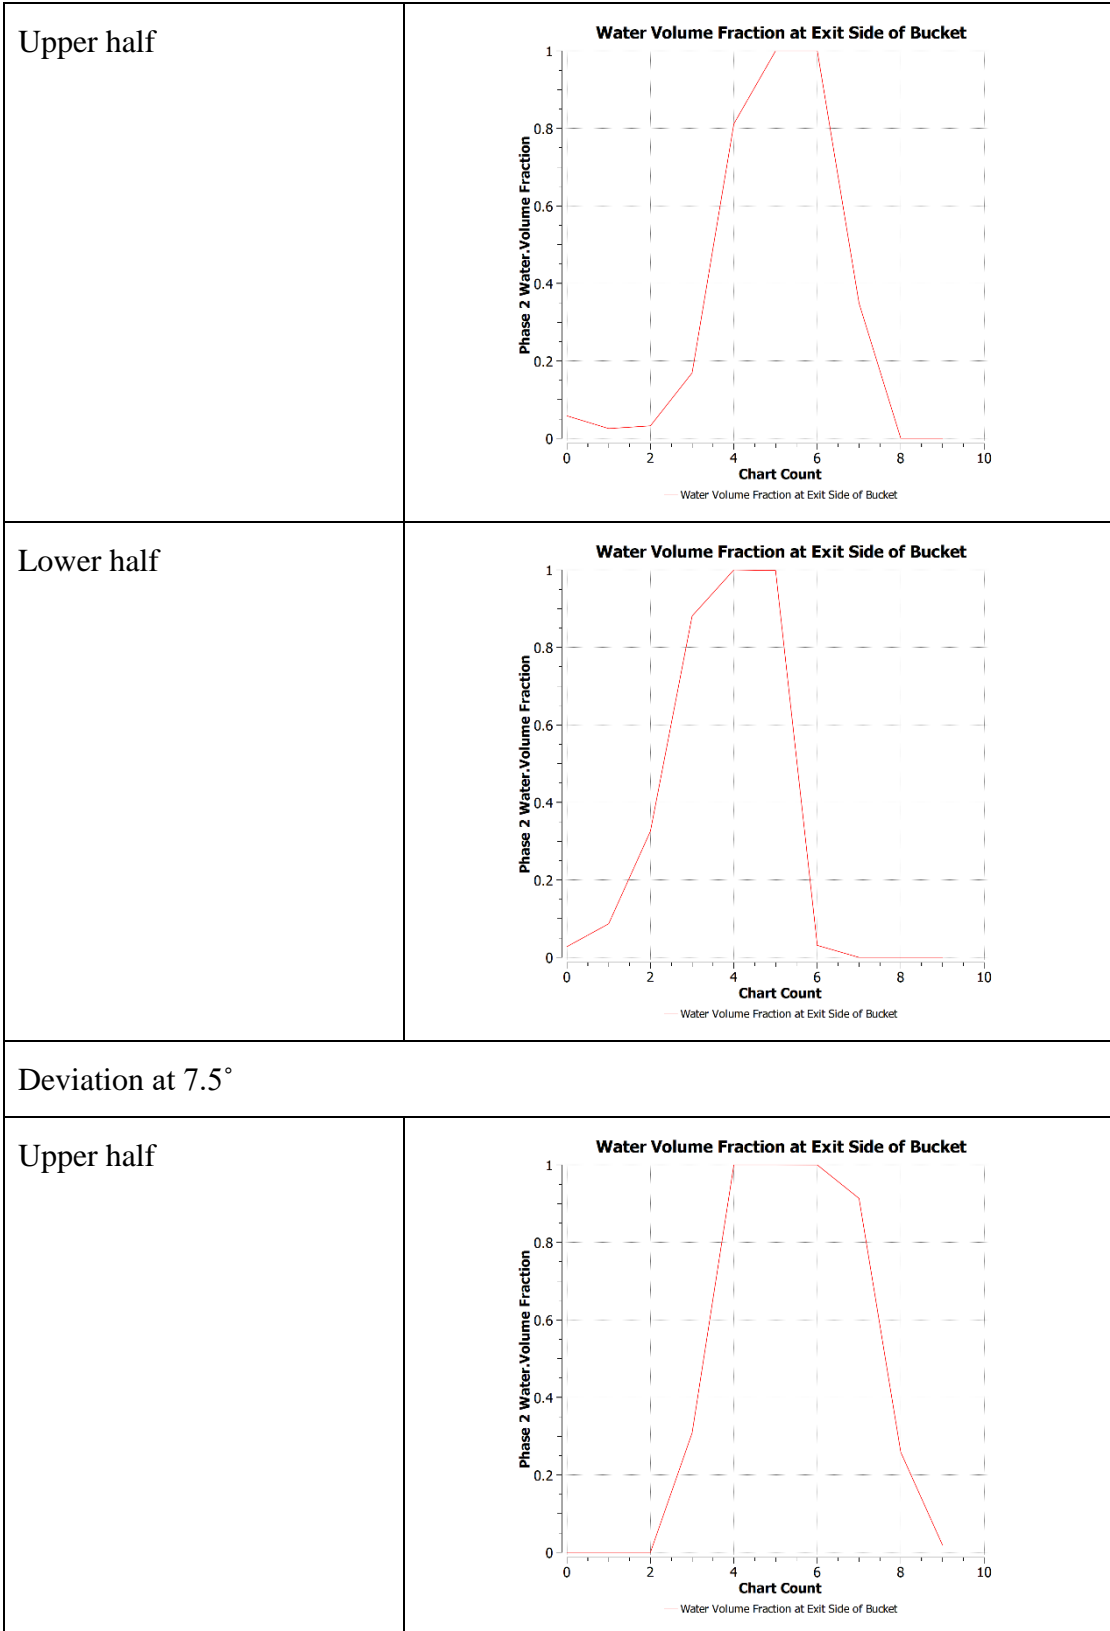 Upper half
Water Volume Fraction at Exit Side of Bucket
Phase 2 Water.Volume Fraction
1
0.8
0.6
0.4
0.2
0
0 2 4 6 8 10
Chart Count
Water Volume Fraction at Exit Side of Bucket
Lower half
Water Volume Fraction at Exit Side of Bucket
Phase 2 Water.Volume Fraction
1
0.8
0.6
0.4
0.2
0
0 2 4 6 8 10
Chart Count
Water Volume Fraction at Exit Side of Bucket
Deviation at 7.5˚
Upper half
Water Volume Fraction at Exit Side of Bucket
Phase 2 Water.Volume Fraction
1
0.8
0.6
0.4
0.2
0
0 2 4 6 8 10
Chart Count
Water Volume Fraction at Exit Side of Bucket